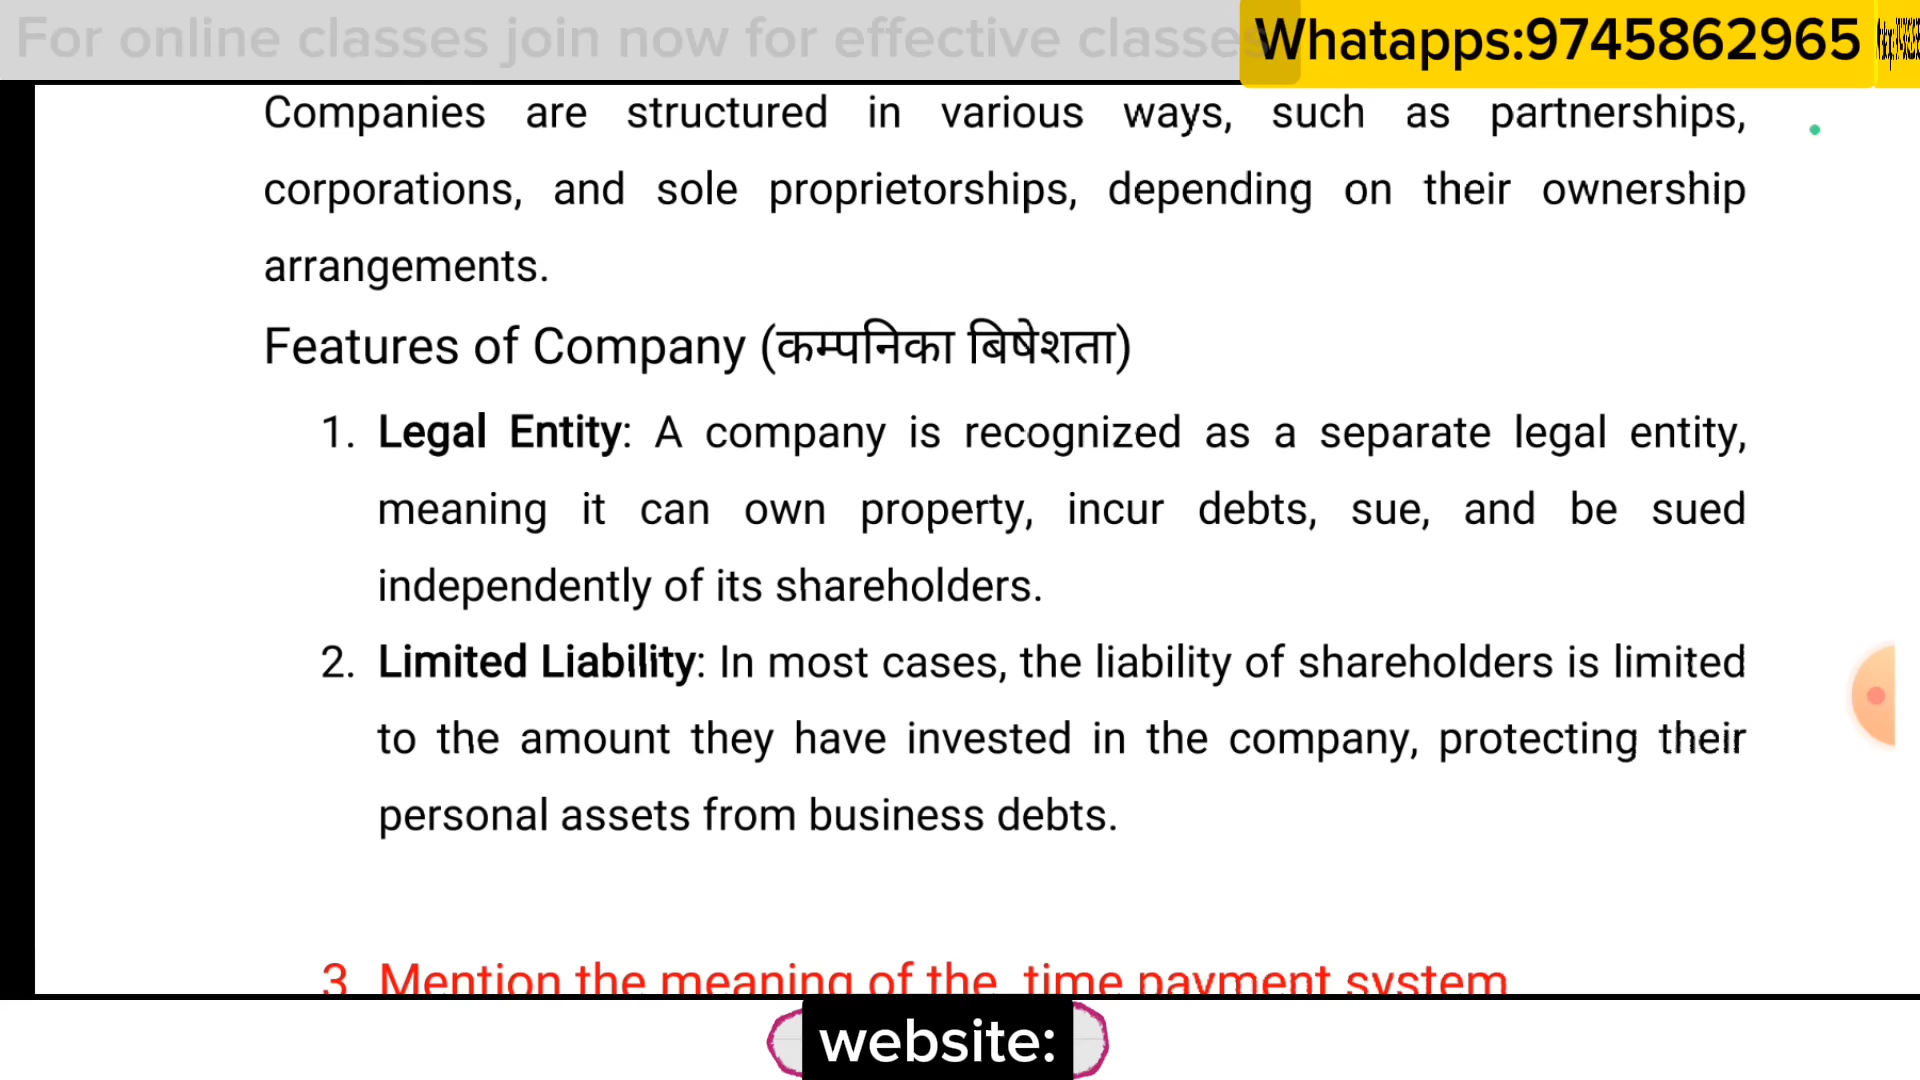 For online classes join now for effective classes
Whatapps:9745862965
Companies are structured in various ways, such as partnerships,
corporations, and sole proprietorships, depending on their ownership
arrangements.
Features of Company (कम्पनिका बिषेशता)
1. Legal Entity: A company is recognized as a separate legal entity,
meaning it can own property, incur debts, sue, and be sued
independently of its shareholders.
2. Limited Liability: In most cases, the liability of shareholders is limited
to the amount they have invested in the company, protecting their
personal assets from business debts.
3. Mention the meaning of the time payment system
website: